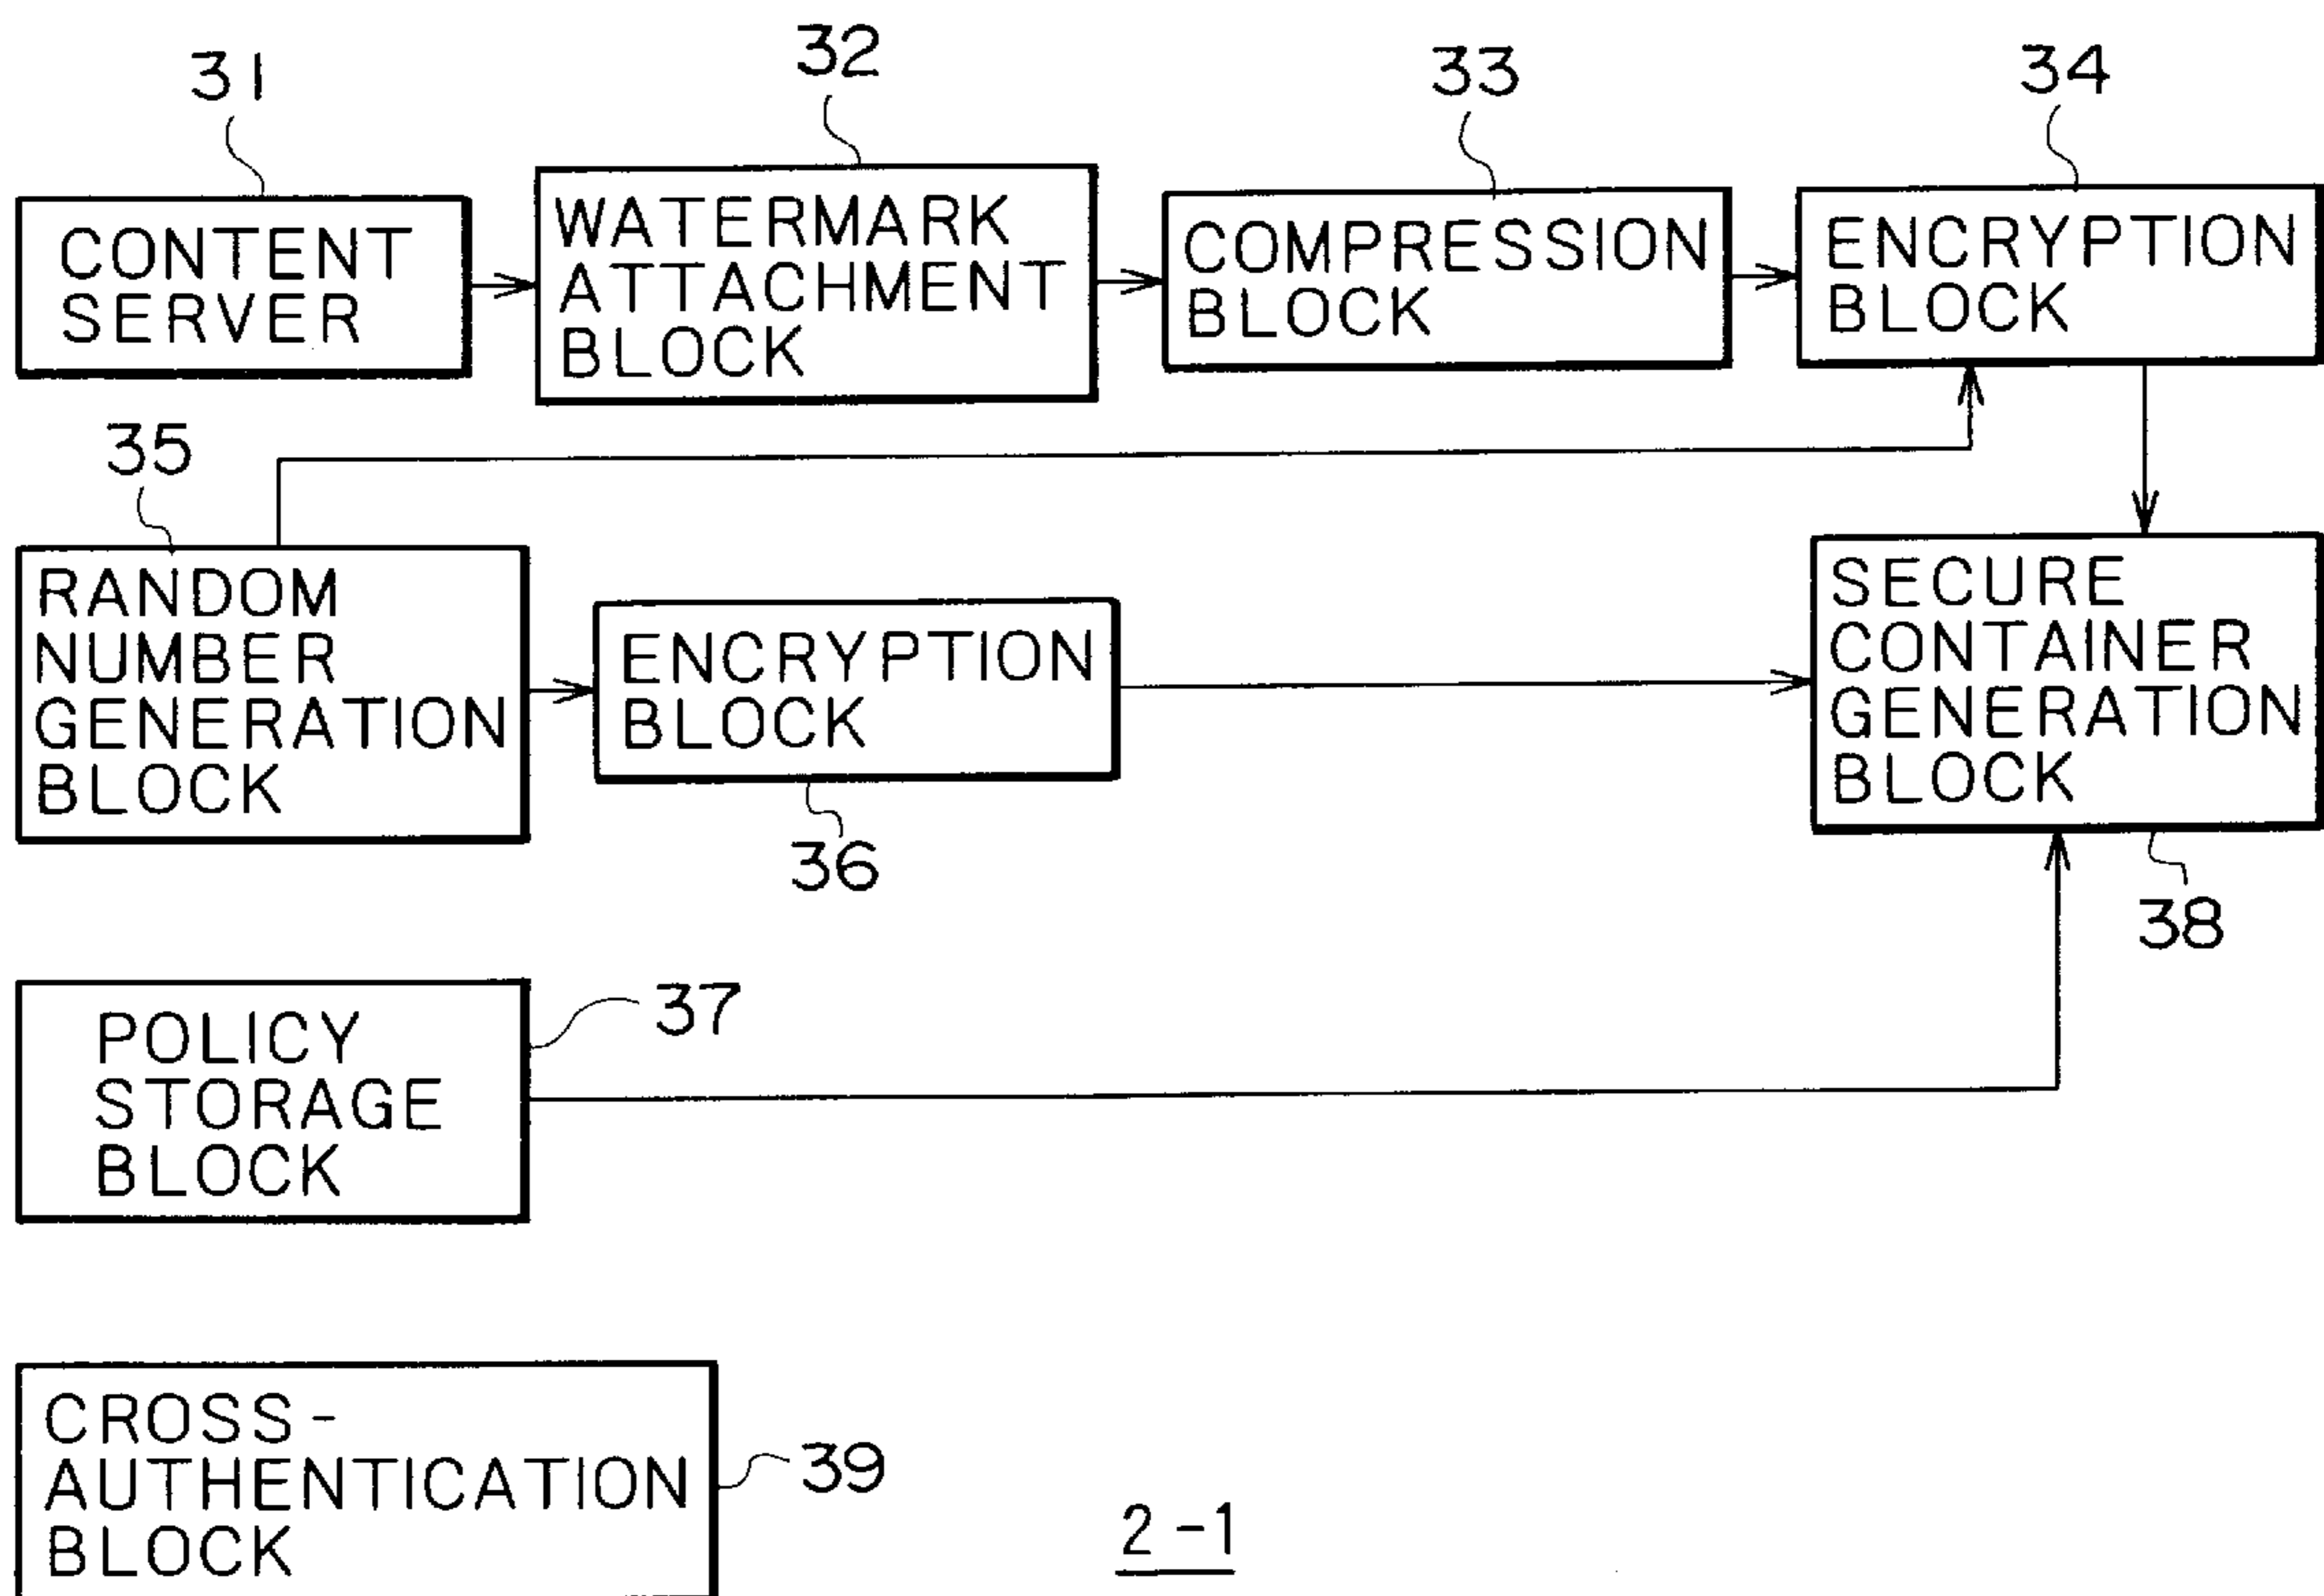 31
32
33
34
CONTENT
SERVER
WATERMARK
ATTACHMENT
BLOCK
COMPRESSION
BLOCK
ENCRYPTION
BLOCK
35
RANDOM
NUMBER
GENERATION
BLOCK
ENCRYPTION
BLOCK
36
SECURE
CONTAINER
GENERATION
BLOCK
38
POLICY
STORAGE
BLOCK
37
CROSS-
AUTHENTICATION
BLOCK
39
2-1